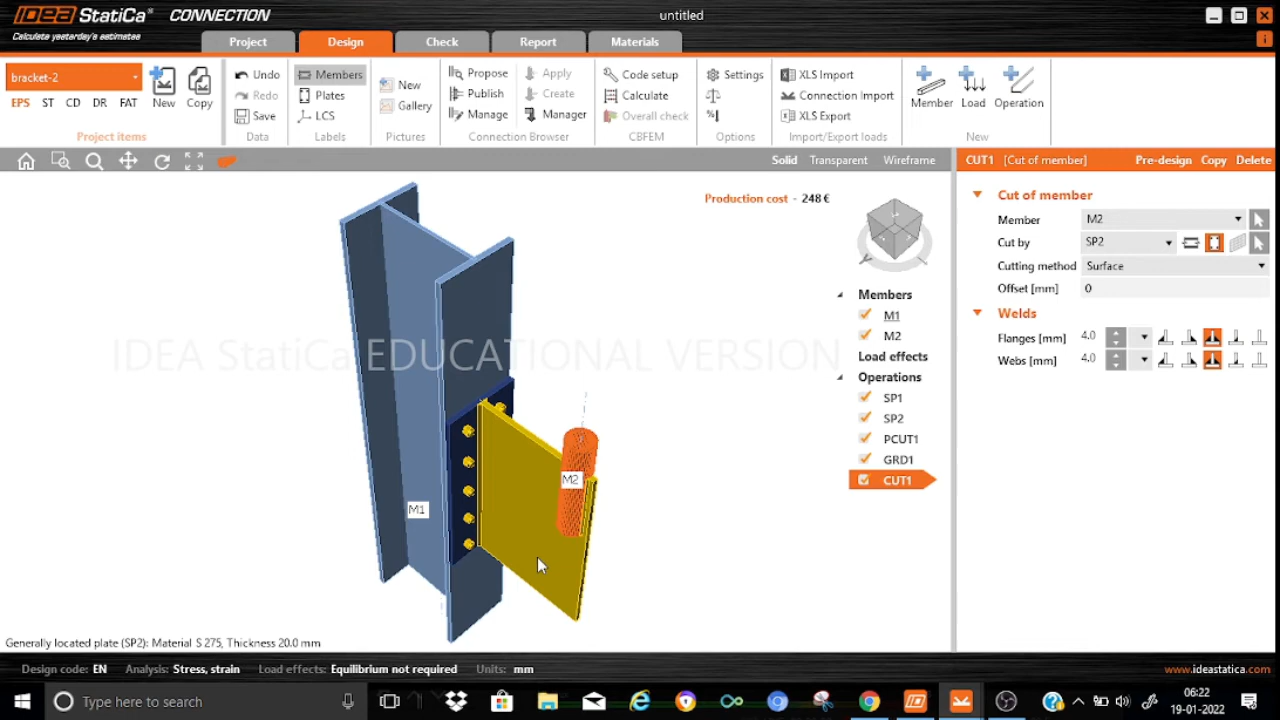 IDEA StatiCa® CONNECTION
Calculate yesterday's estimates
untitled
Project Design Check Report Materials
bracket-2
EPS ST CD DR FAT
New Copy
Project items
Undo
Redo
Save
Data
Members
Plates
LCS
Labels
New
Gallery
Pictures
Propose Apply
Publish Create
Manage Manager
Connection Browser
Code setup
Calculate
Overall check
CBFEM
Settings
Options
XLS Import
Connection Import
XLS Export
Import/Export loads
Member Load Operation
New
Solid Transparent Wireframe
Production cost - 248 €
Members
M1
M2
Load effects
Operations
SP1
SP2
PCUT1
GRD1
CUT1
CUT1 [Cut of member] Pre-design Copy Delete
Cut of member
Member M2
Cut by SP2
Cutting method Surface
Offset [mm] 0
Welds
Flanges [mm] 4.0
Webs [mm] 4.0
IDEA StatiCa EDUCATIONAL VERSION
M2
M1
Generally located plate (SP2): Material S 275, Thickness 20.0 mm
Design code: EN Analysis: Stress, strain Load effects: Equilibrium not required Units: mm
www.ideastatica.com
Type here to search
06:22
19-01-2022